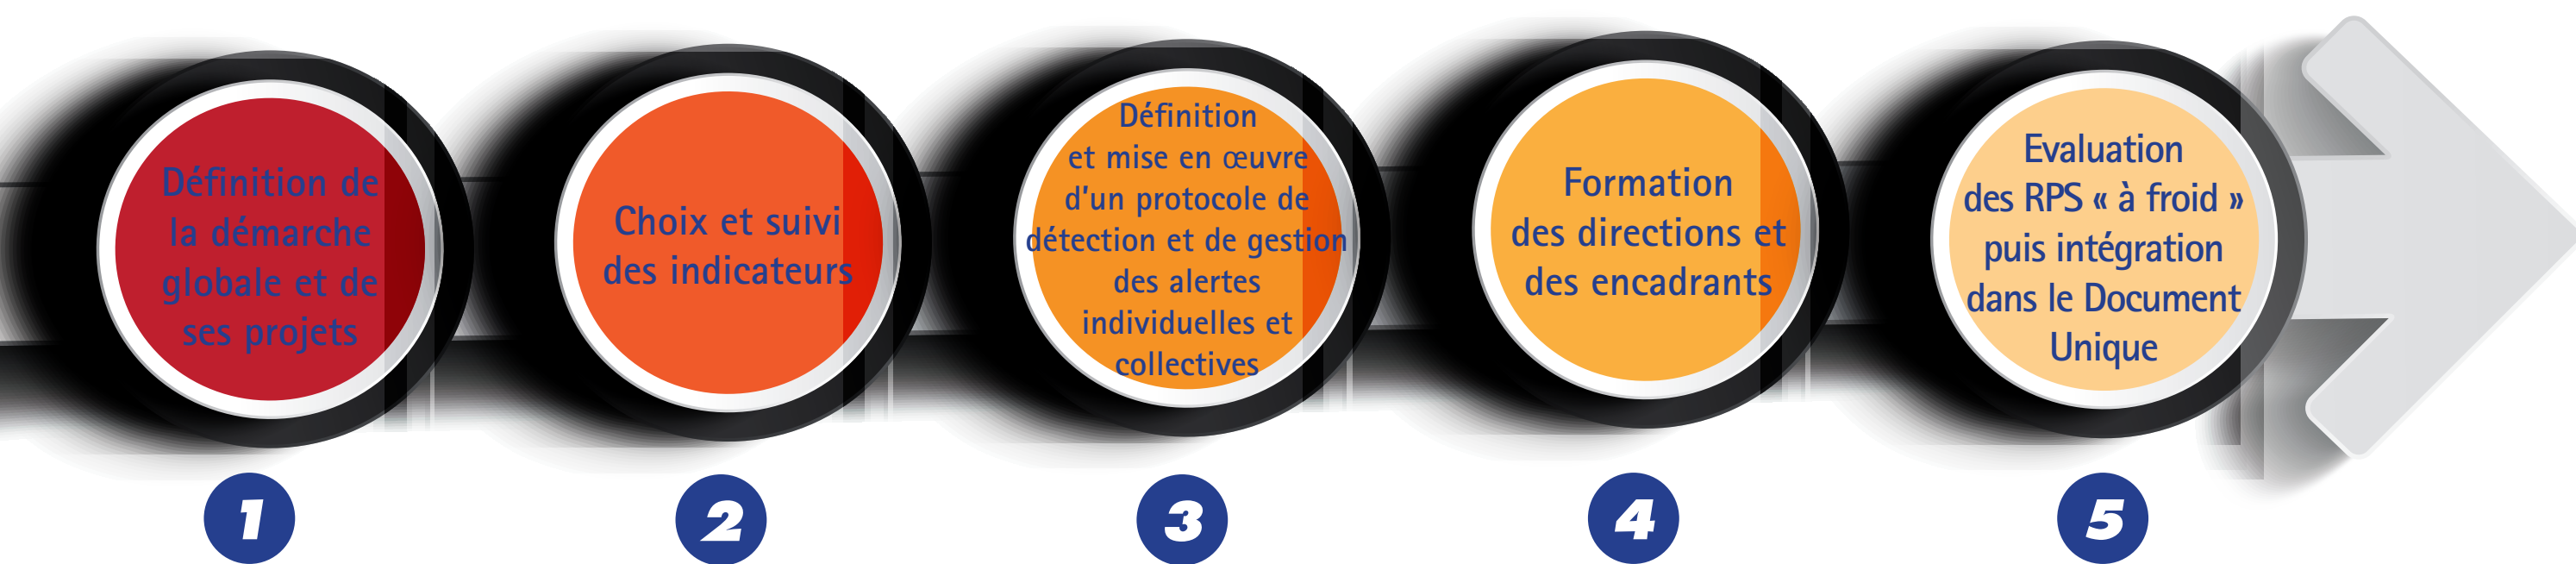 Définition de
la démarche
globale et de
ses projets
Choix et suivi
des indicateurs
Définition
et mise en œuvre
d'un protocole de
détection et de gestion
des alertes
individuelles et
collectives
Formation
des directions et
des encadrants
Evaluation
des RPS « à froid »
puis intégration
dans le Document
Unique
1
2
3
4
5